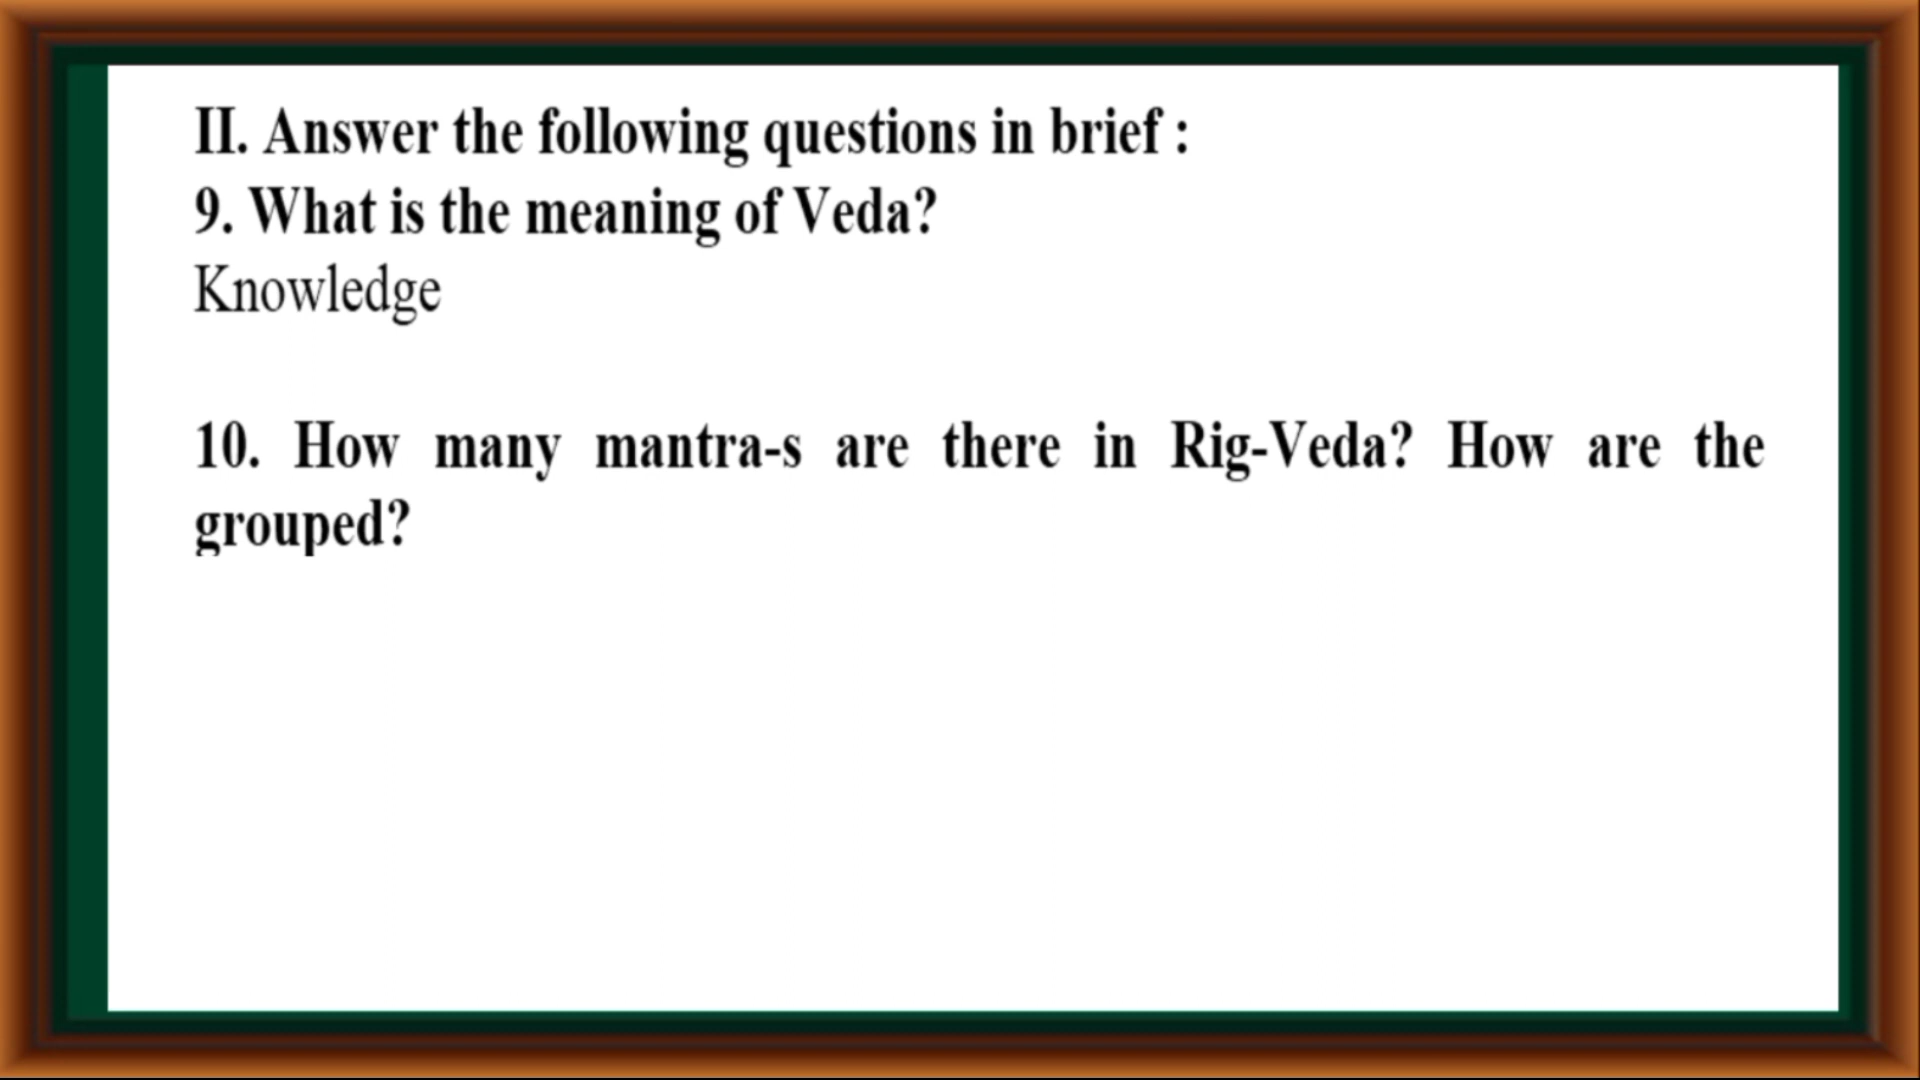 II. Answer the following questions in brief :
9. What is the meaning of Veda?
Knowledge
10. How many mantra-s are there in Rig-Veda? How are the
grouped?